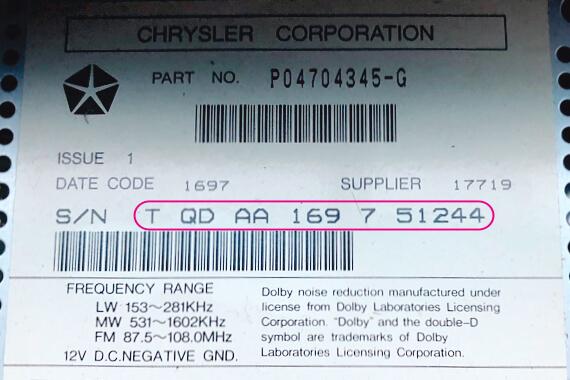 CHRYSLER CORPORATION
PART NO. P04704345-G
ISSUE 1
DATE CODE 1697 SUPPLIER 17719
S/N T QD AA 169 7 51244
FREQUENCY RANGE
LW 153~281KHz
MW 531~1602KHz
FM 87.5~108.0MHz
12V D.C.NEGATIVE GND.
Dolby noise reduction manufactured under
license from Dolby Laboratories Licensing
Corporation. "Dolby" and the double-D
symbol are trademarks of Dolby
Laboratories Licensing Corporation.